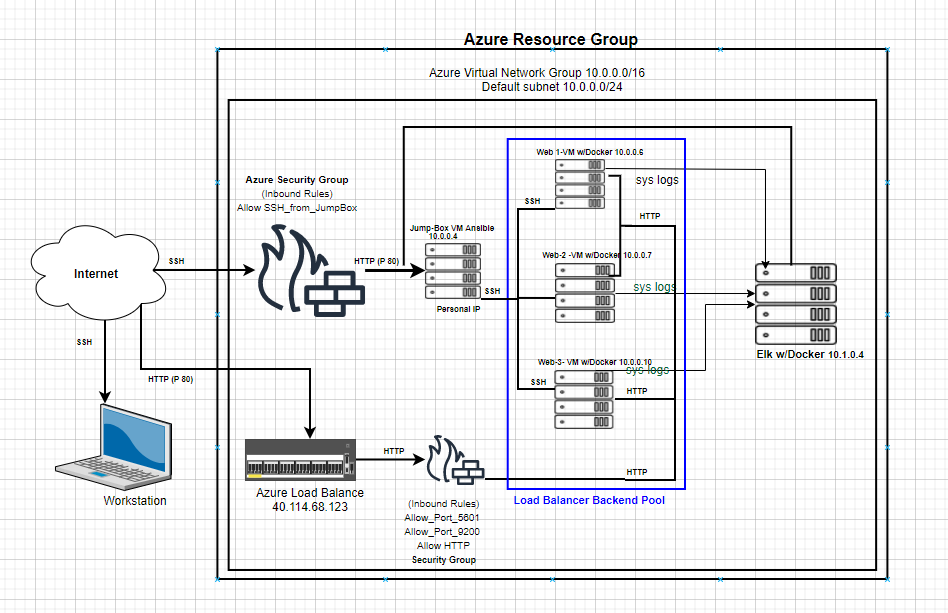 Azure Resource Group
Azure Virtual Network Group 10.0.0.0/16
Default subnet 10.0.0.0/24
Web 1-VM w/Docker 10.0.0.6
Azure Security Group
(Inbound Rules)
Allow SSH_from_JumpBox
sys logs
SSH
HTTP
Jump-Box VM Ansible
10.0.0.4
Internet
SSH
HTTP (P 80)
Web-2 -VM w/Docker 10.0.0.7
SSH
sys logs
Personal IP
SSH
Elk w/Docker 10.1.0.4
Web-3- VM w/Docker 10.0.0.10
sys logs
HTTP (P 80)
SSH
HTTP
HTTP
HTTP
Workstation
Azure Load Balance
40.114.68.123
Load Balancer Backend Pool
(Inbound Rules)
Allow_Port_5601
Allow_Port_9200
Allow HTTP
Security Group